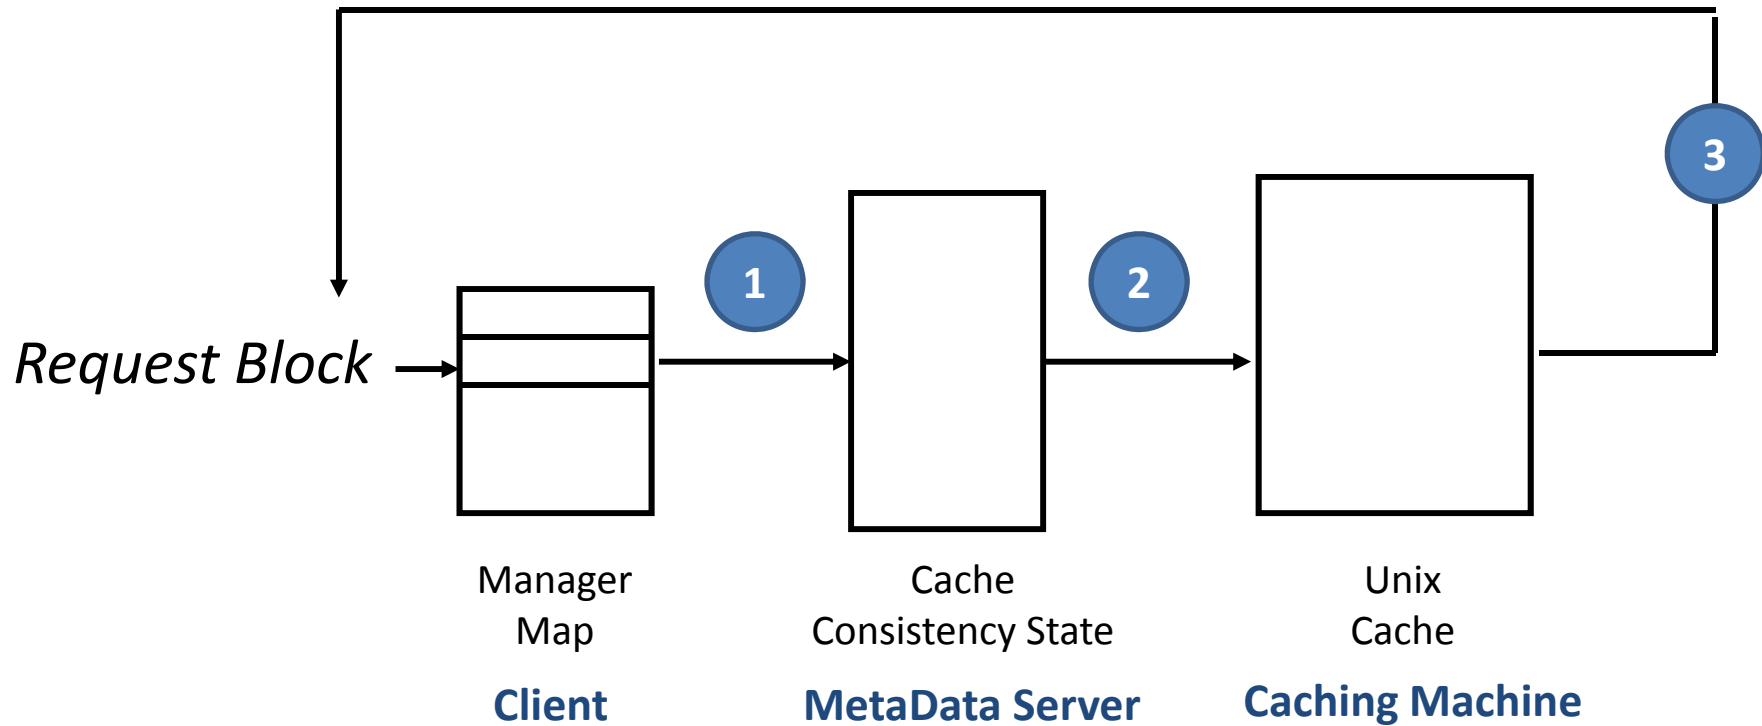 3
1
2
Request Block
Manager
Map
Client
Cache
Consistency State
MetaData Server
Unix
Cache
Caching Machine